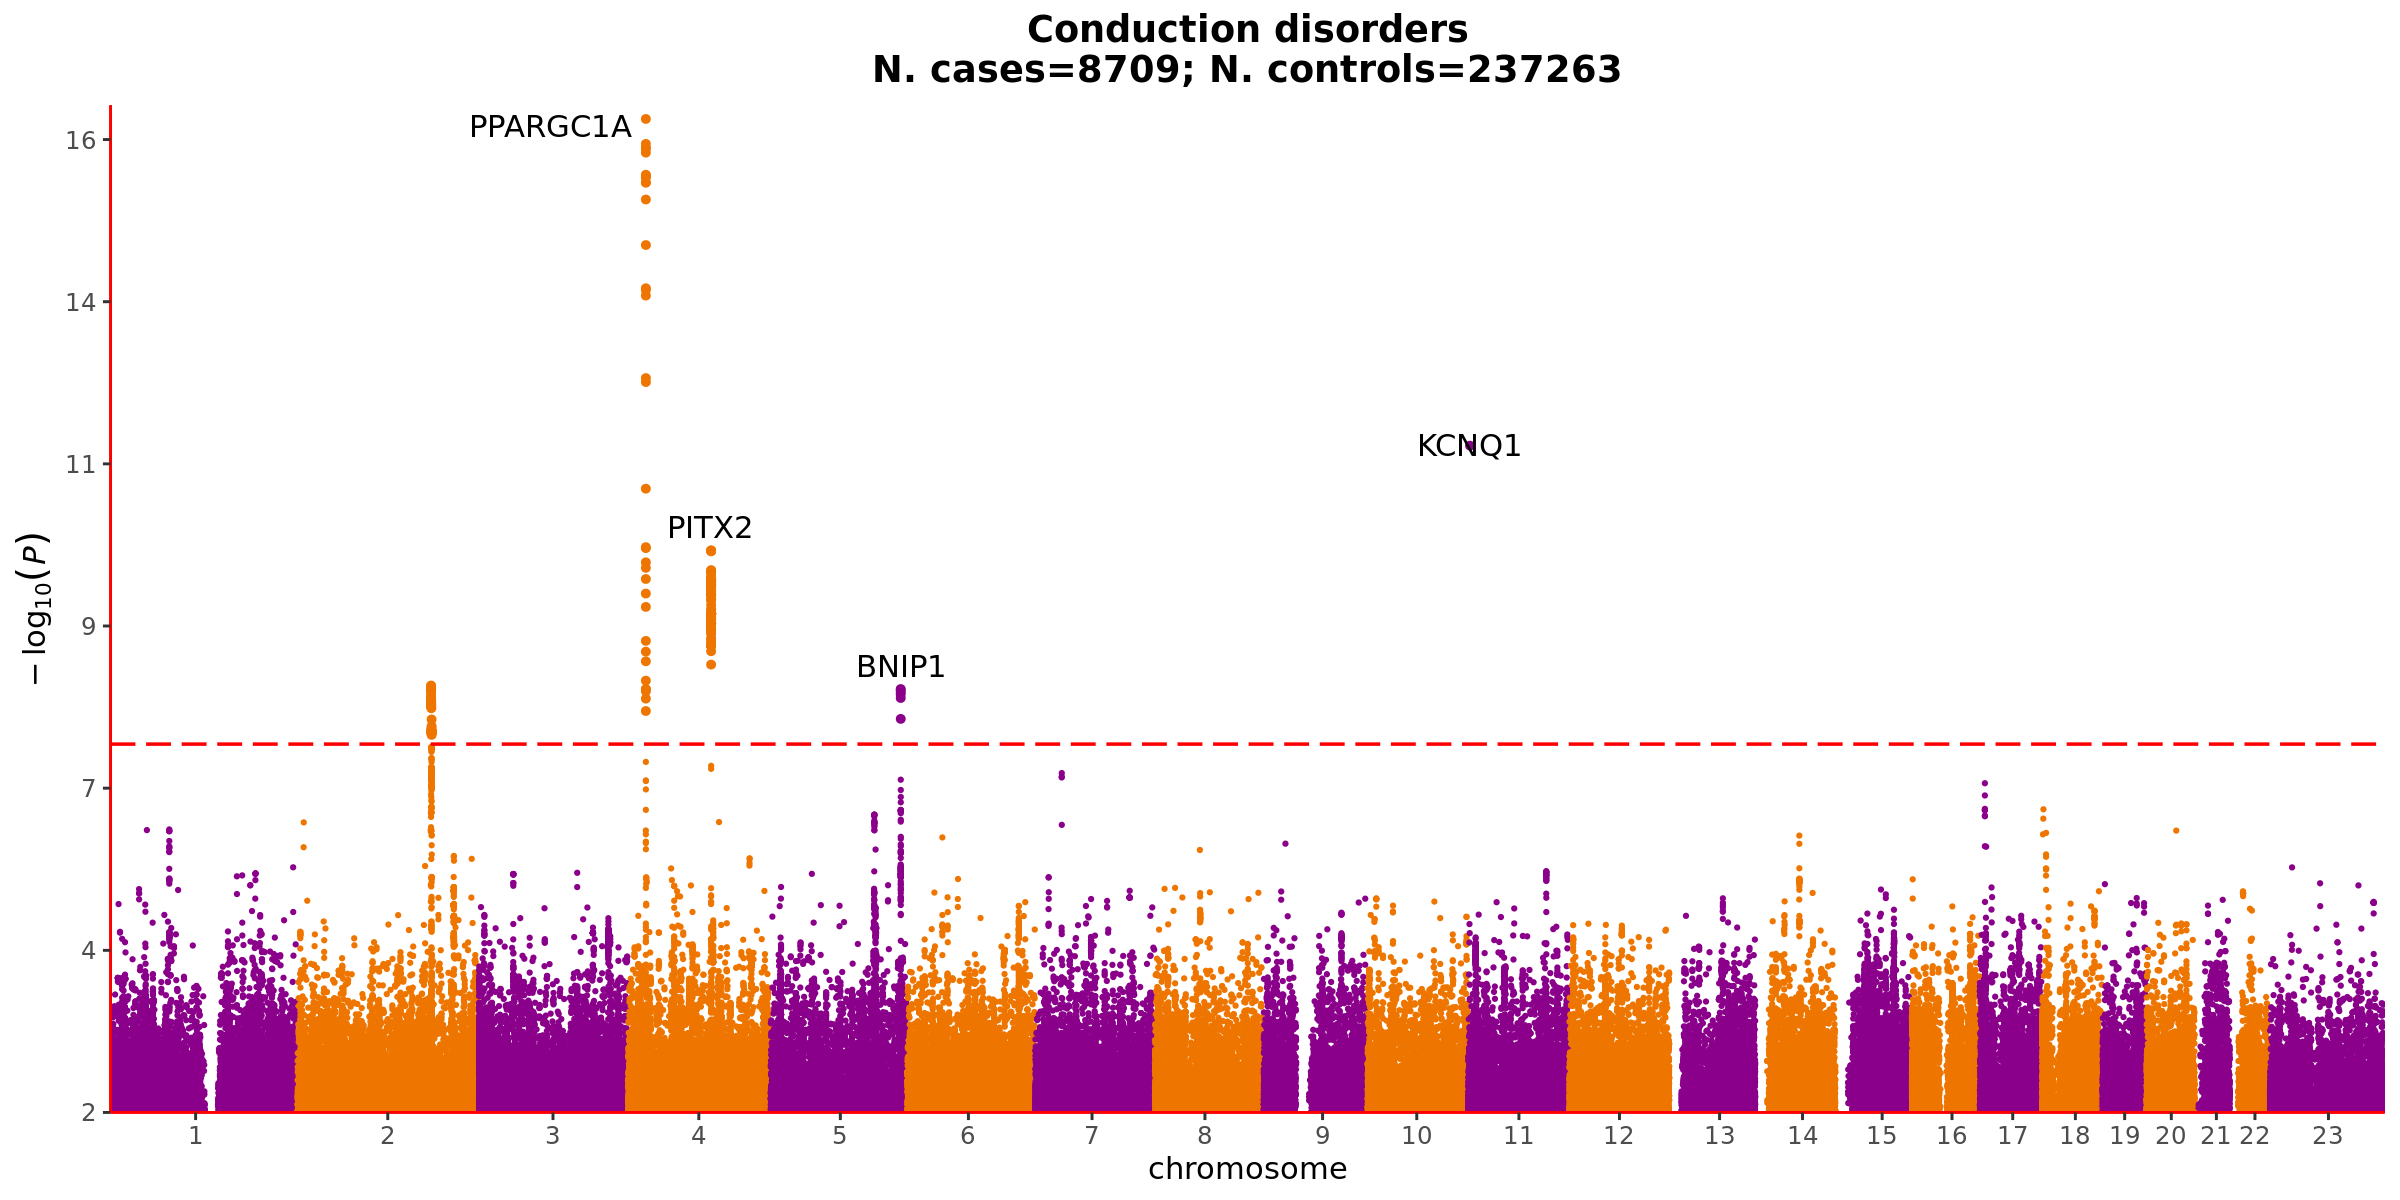 Conduction disorders
N. cases=8709; N. controls=237263
PPARGC1A
16
14
KCNQ1
11
PITX2
− log10(P)
9
BNIP1
7
4
2
1 2 3 4 5 6 7 8 9 10 11 12 13 14 15 16 17 18 19 20 21 22 23
chromosome